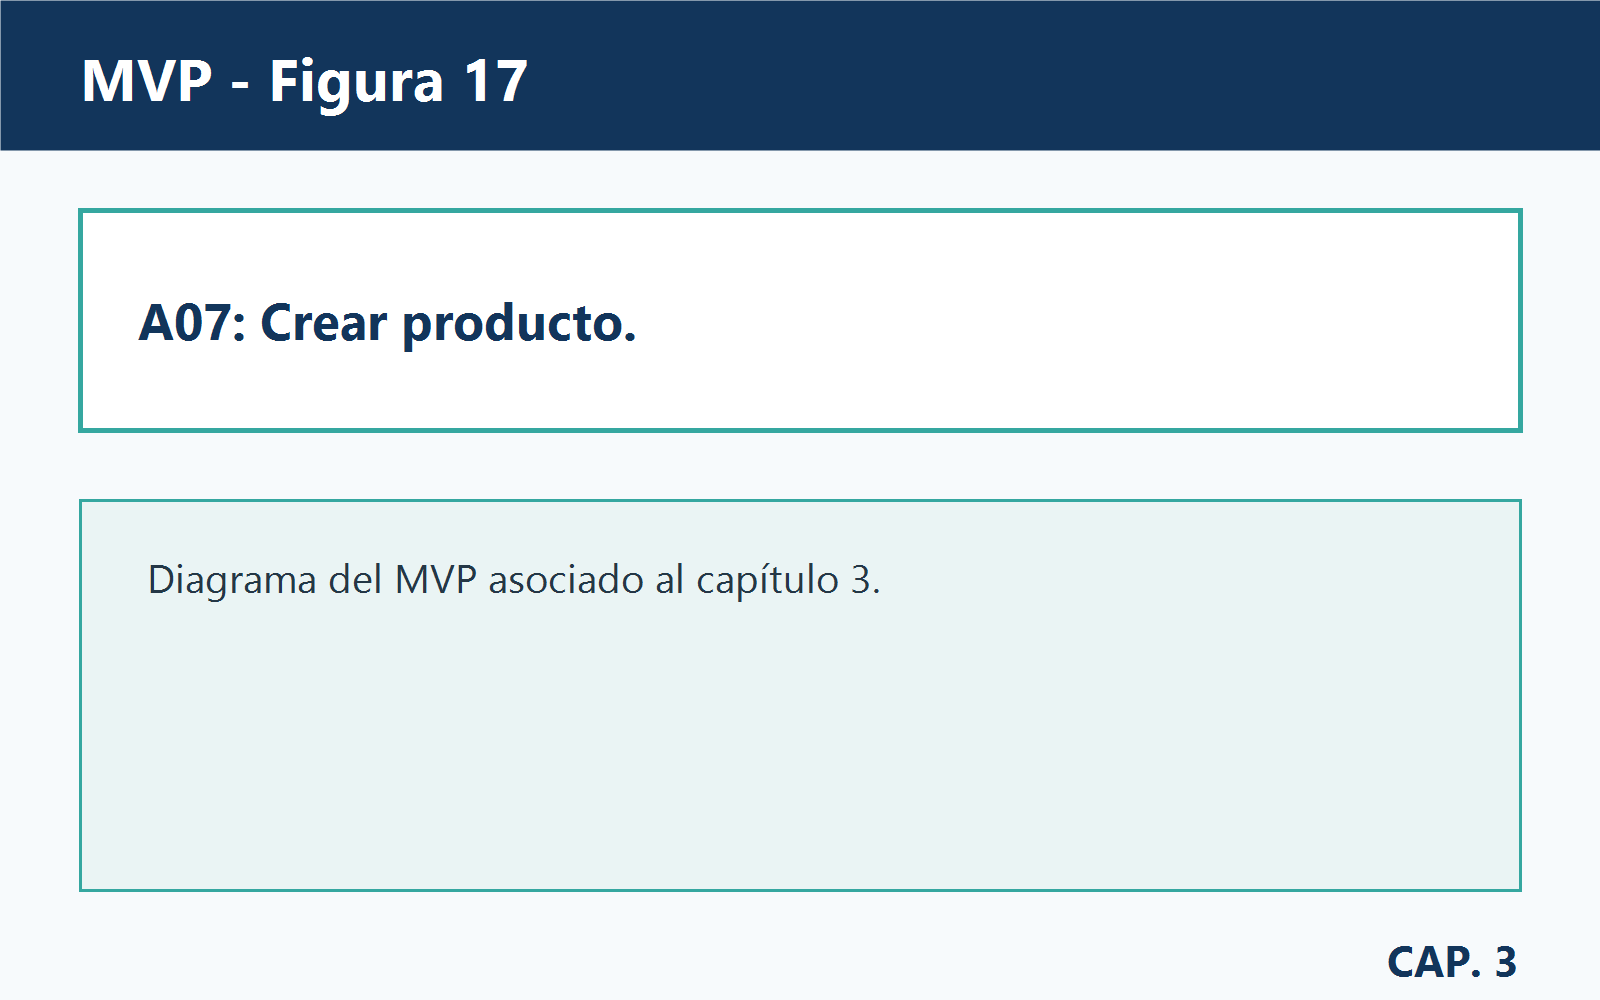 MVP - Figura 17
A07: Crear producto.
Diagrama del MVP asociado al capítulo 3.
CAP. 3